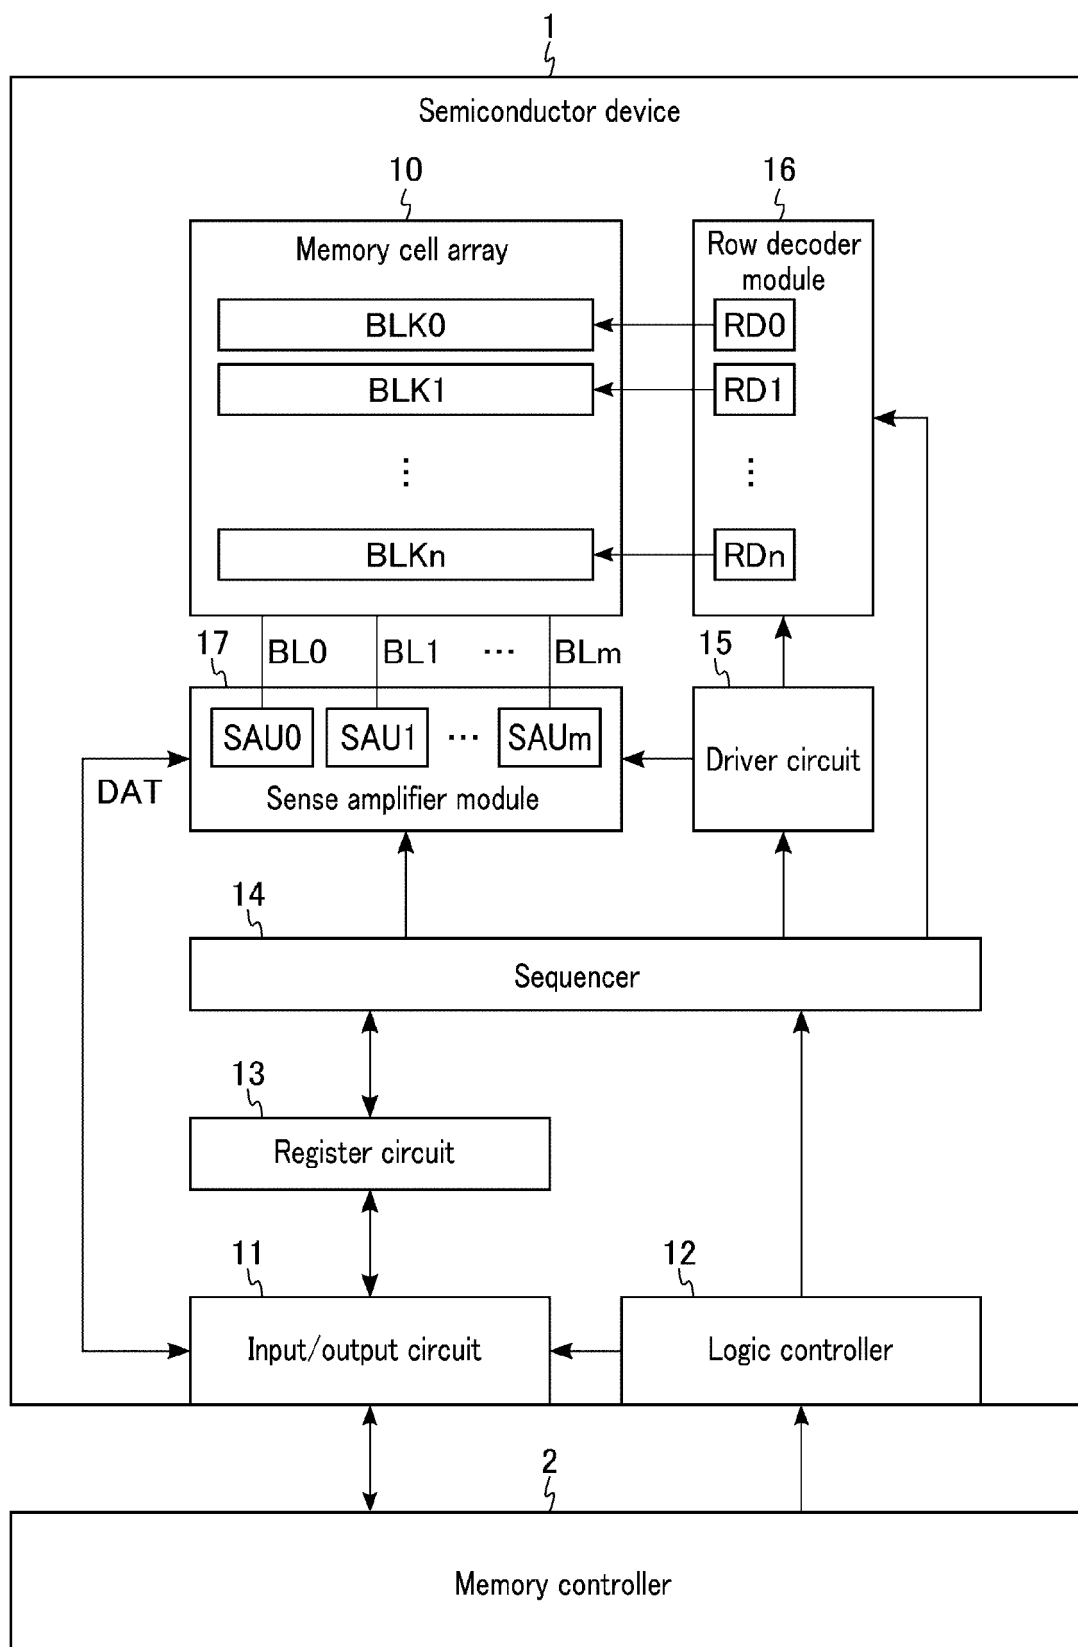 1
Semiconductor device
10
16
Memory cell array
Row decoder
module
BLK0
RD0
BLK1
RD1
⋮
⋮
BLKn
RDn
17
BL0
BL1
⋯
BLm
15
SAU0
SAU1
⋯
SAUm
Driver circuit
DAT
Sense amplifier module
14
Sequencer
13
Register circuit
11
12
Input/output circuit
Logic controller
2
Memory controller